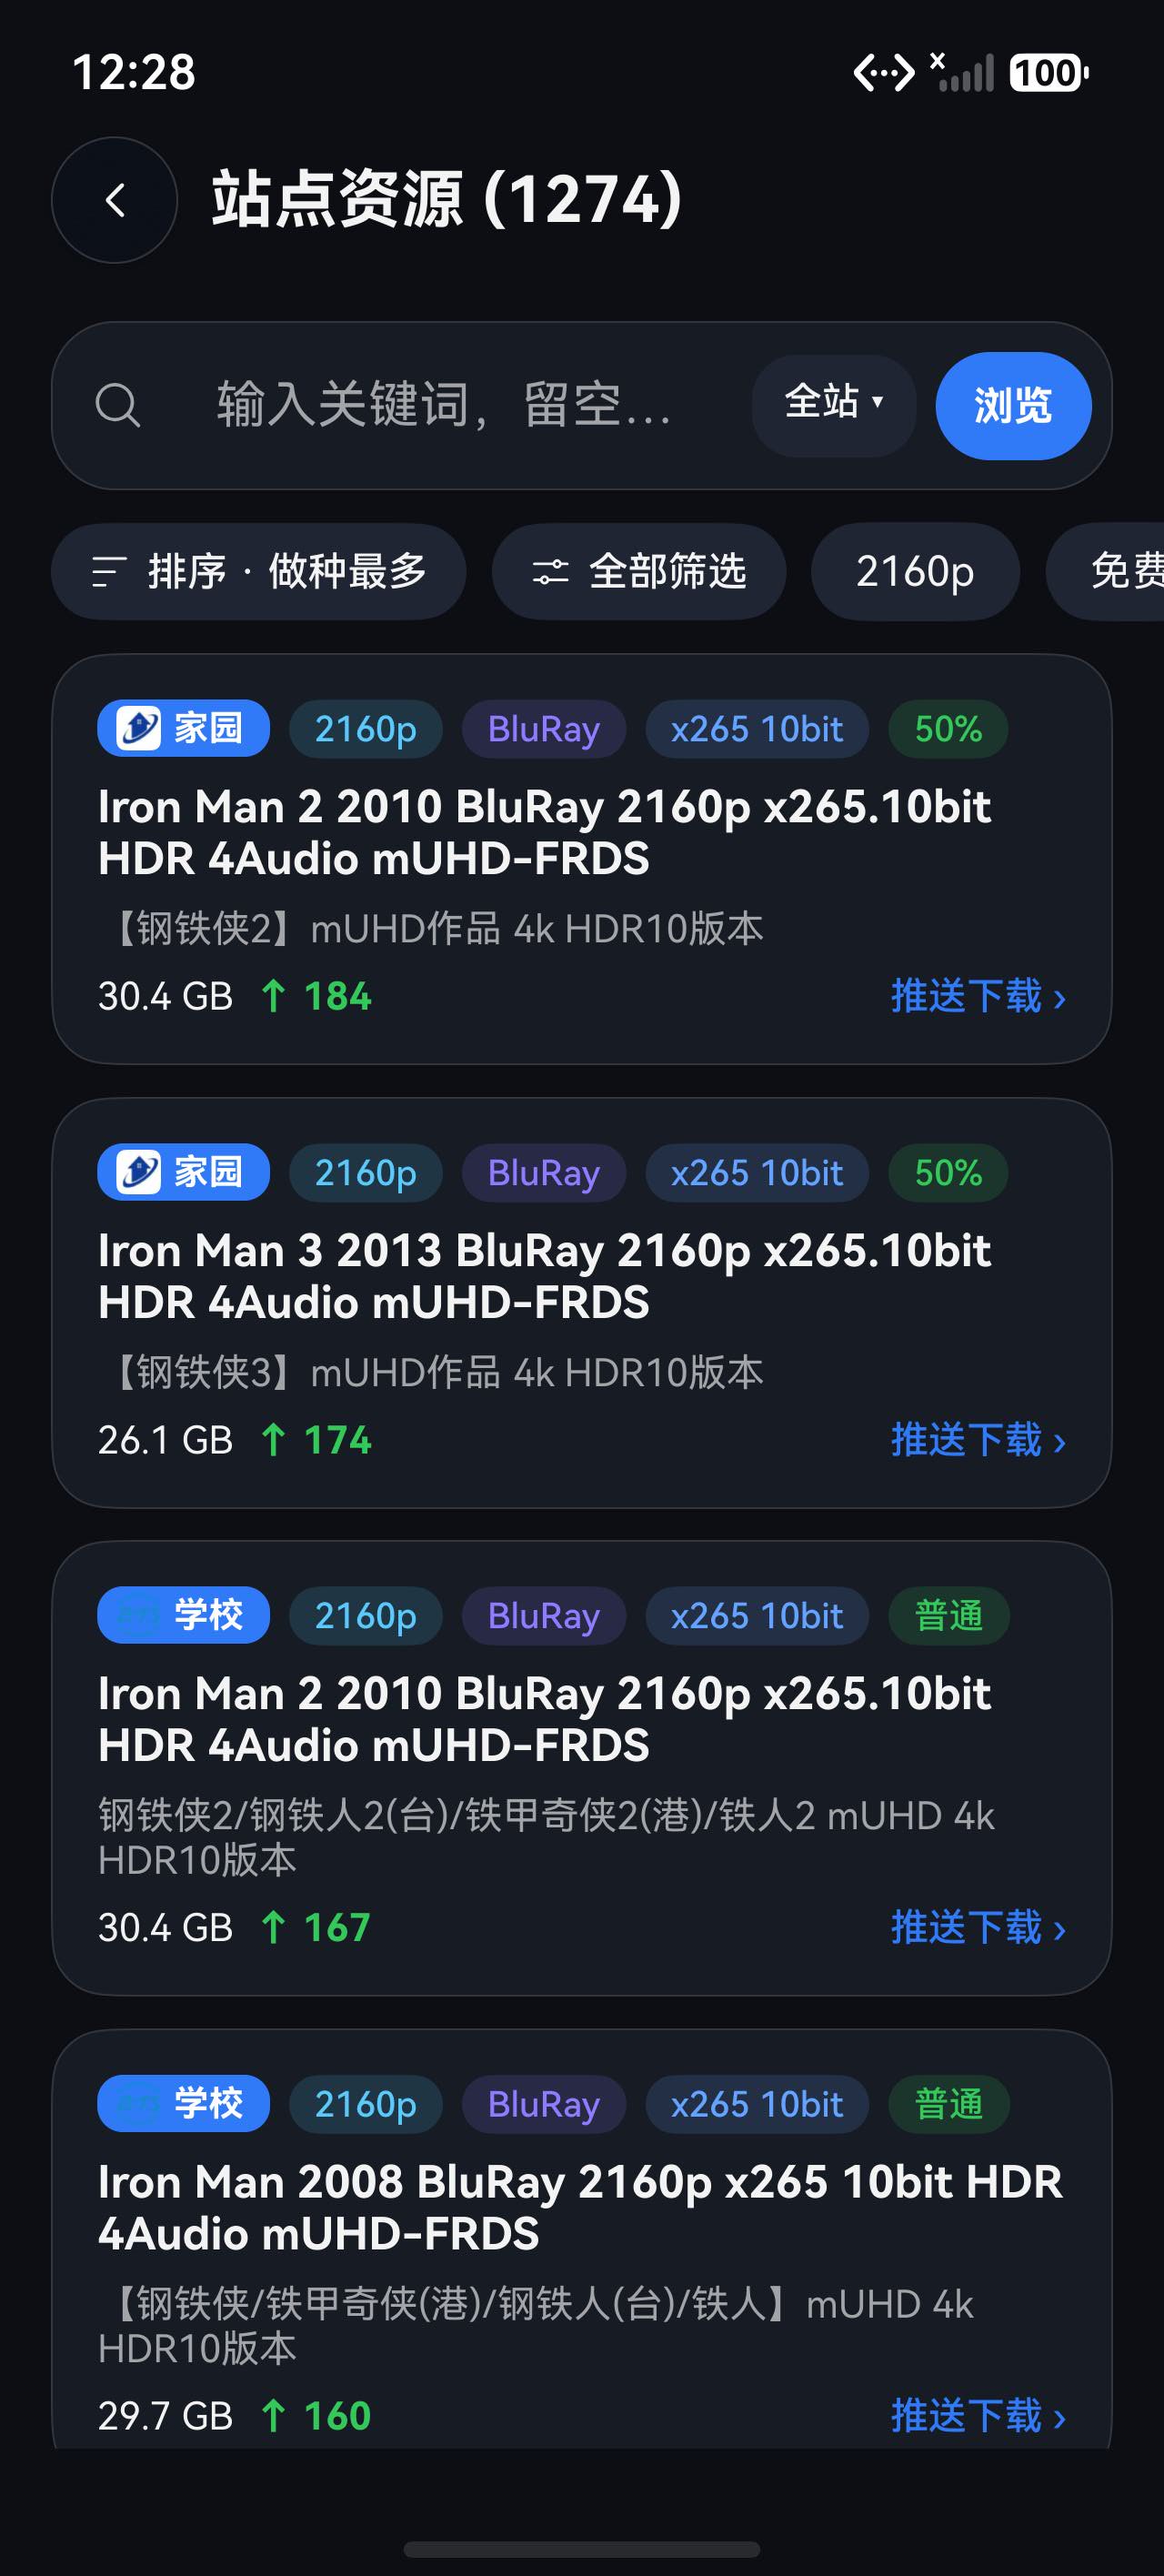 12:28
100
站点资源 (1274)
输入关键词，留空...
全站 ▾
浏览
排序 · 做种最多
全部筛选
2160p
免费
家园 2160p BluRay x265 10bit 50%
Iron Man 2 2010 BluRay 2160p x265.10bit
HDR 4Audio mUHD-FRDS
【钢铁侠2】mUHD作品 4k HDR10版本
30.4 GB ↑ 184 推送下载 ›
家园 2160p BluRay x265 10bit 50%
Iron Man 3 2013 BluRay 2160p x265.10bit
HDR 4Audio mUHD-FRDS
【钢铁侠3】mUHD作品 4k HDR10版本
26.1 GB ↑ 174 推送下载 ›
学校 2160p BluRay x265 10bit 普通
Iron Man 2 2010 BluRay 2160p x265.10bit
HDR 4Audio mUHD-FRDS
钢铁侠2/钢铁人2(台)/铁甲奇侠2(港)/铁人2 mUHD 4k
HDR10版本
30.4 GB ↑ 167 推送下载 ›
学校 2160p BluRay x265 10bit 普通
Iron Man 2008 BluRay 2160p x265 10bit HDR
4Audio mUHD-FRDS
【钢铁侠/铁甲奇侠(港)/钢铁人(台)/铁人】mUHD 4k
HDR10版本
29.7 GB ↑ 160 推送下载 ›